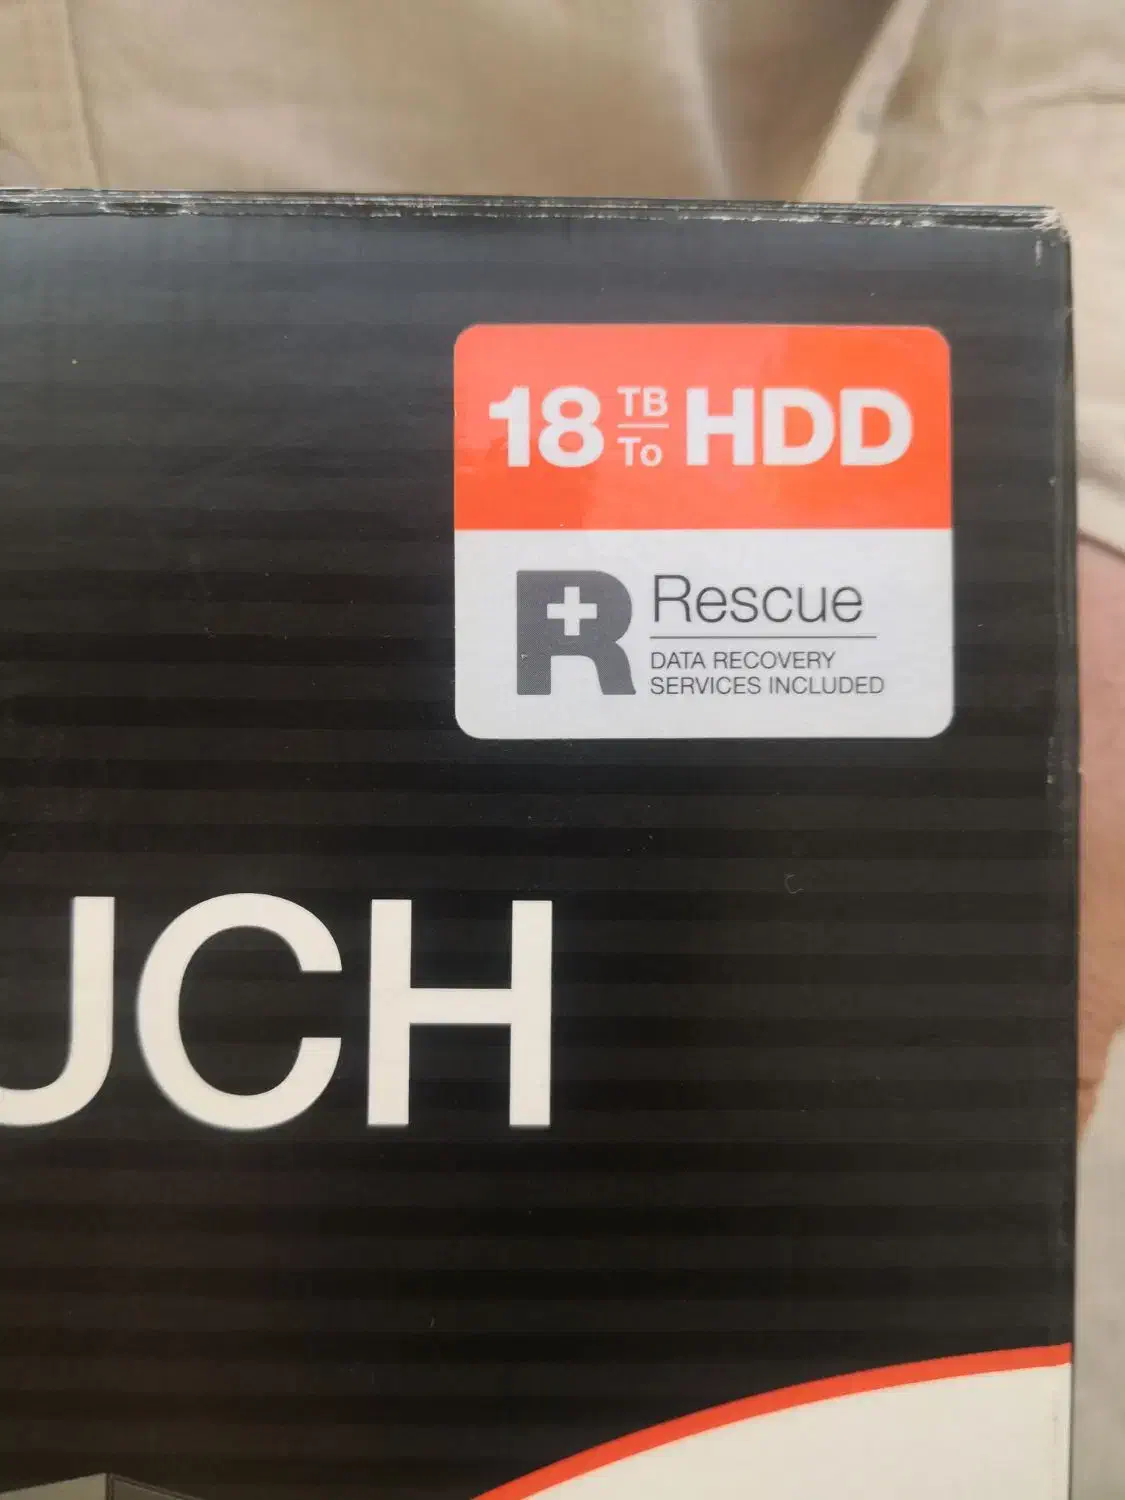 18 TB To HDD
R Rescue
DATA RECOVERY
SERVICES INCLUDED
UCH